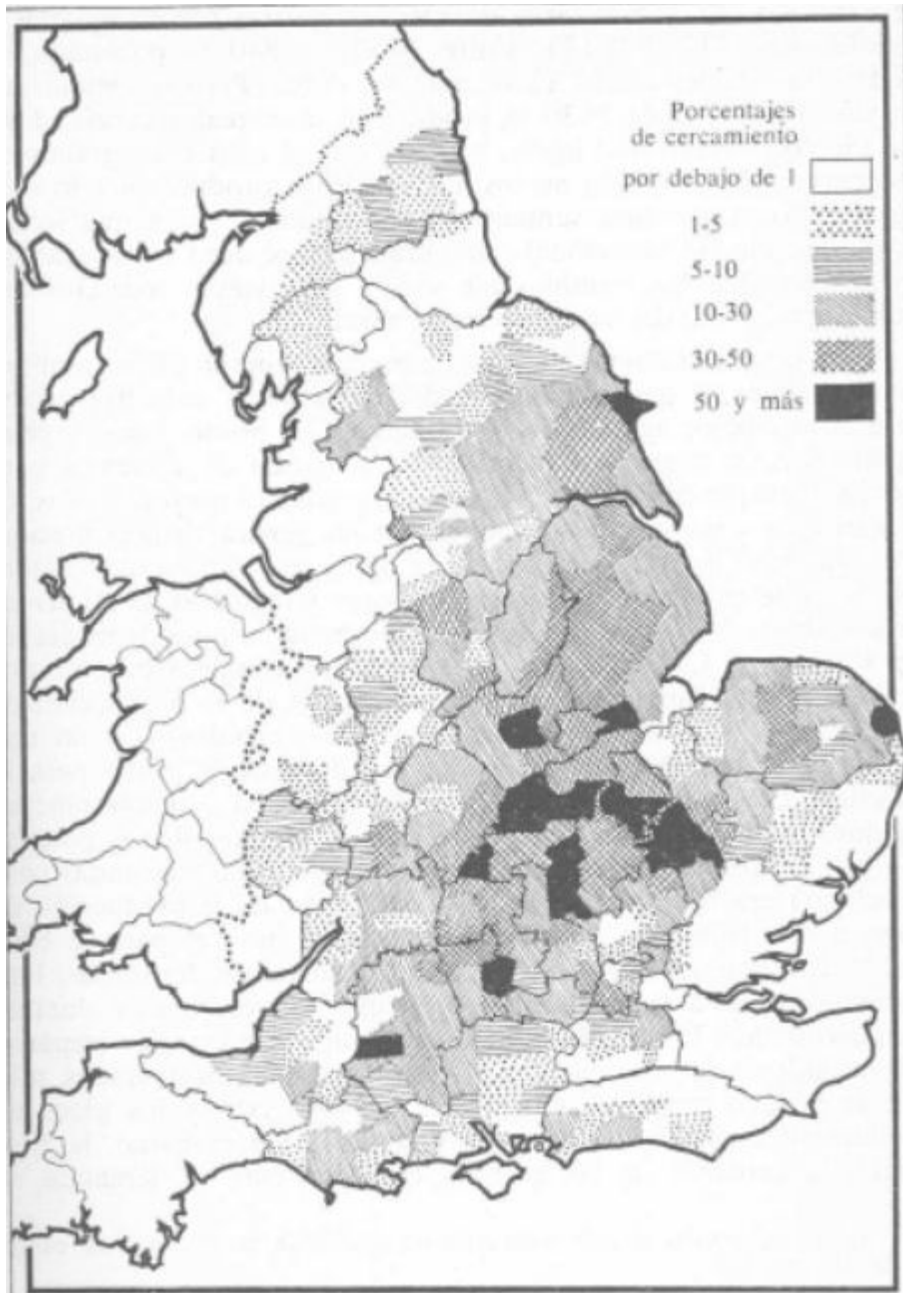 Porcentajes
de cercamiento
por debajo de 1
1-5
5-10
10-30
30-50
50 y más